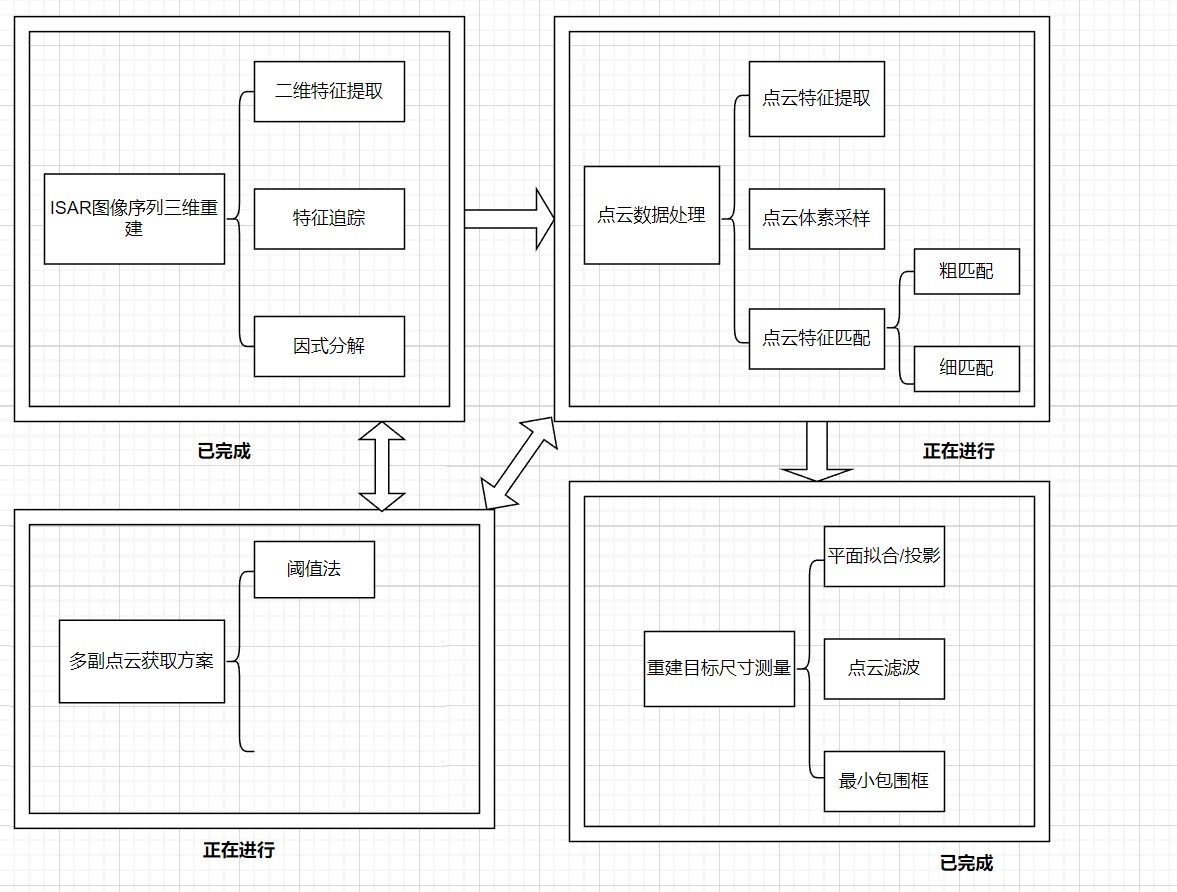 二维特征提取
ISAR图像序列三维重
建
特征追踪
因式分解
已完成
点云特征提取
点云数据处理
点云体素采样
粗匹配
点云特征匹配
细匹配
正在进行
阈值法
多副点云获取方案
正在进行
平面拟合/投影
重建目标尺寸测量
点云滤波
最小包围框
已完成